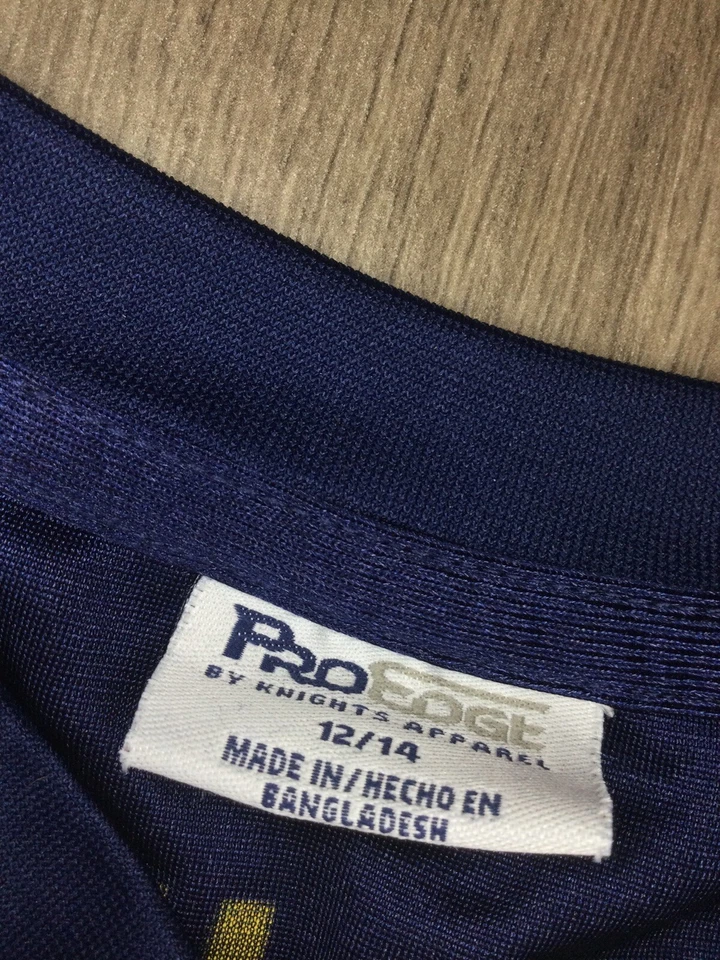 PROEDGE
BY KNIGHTS APPAREL
12/14
MADE IN/HECHO EN
BANGLADESH